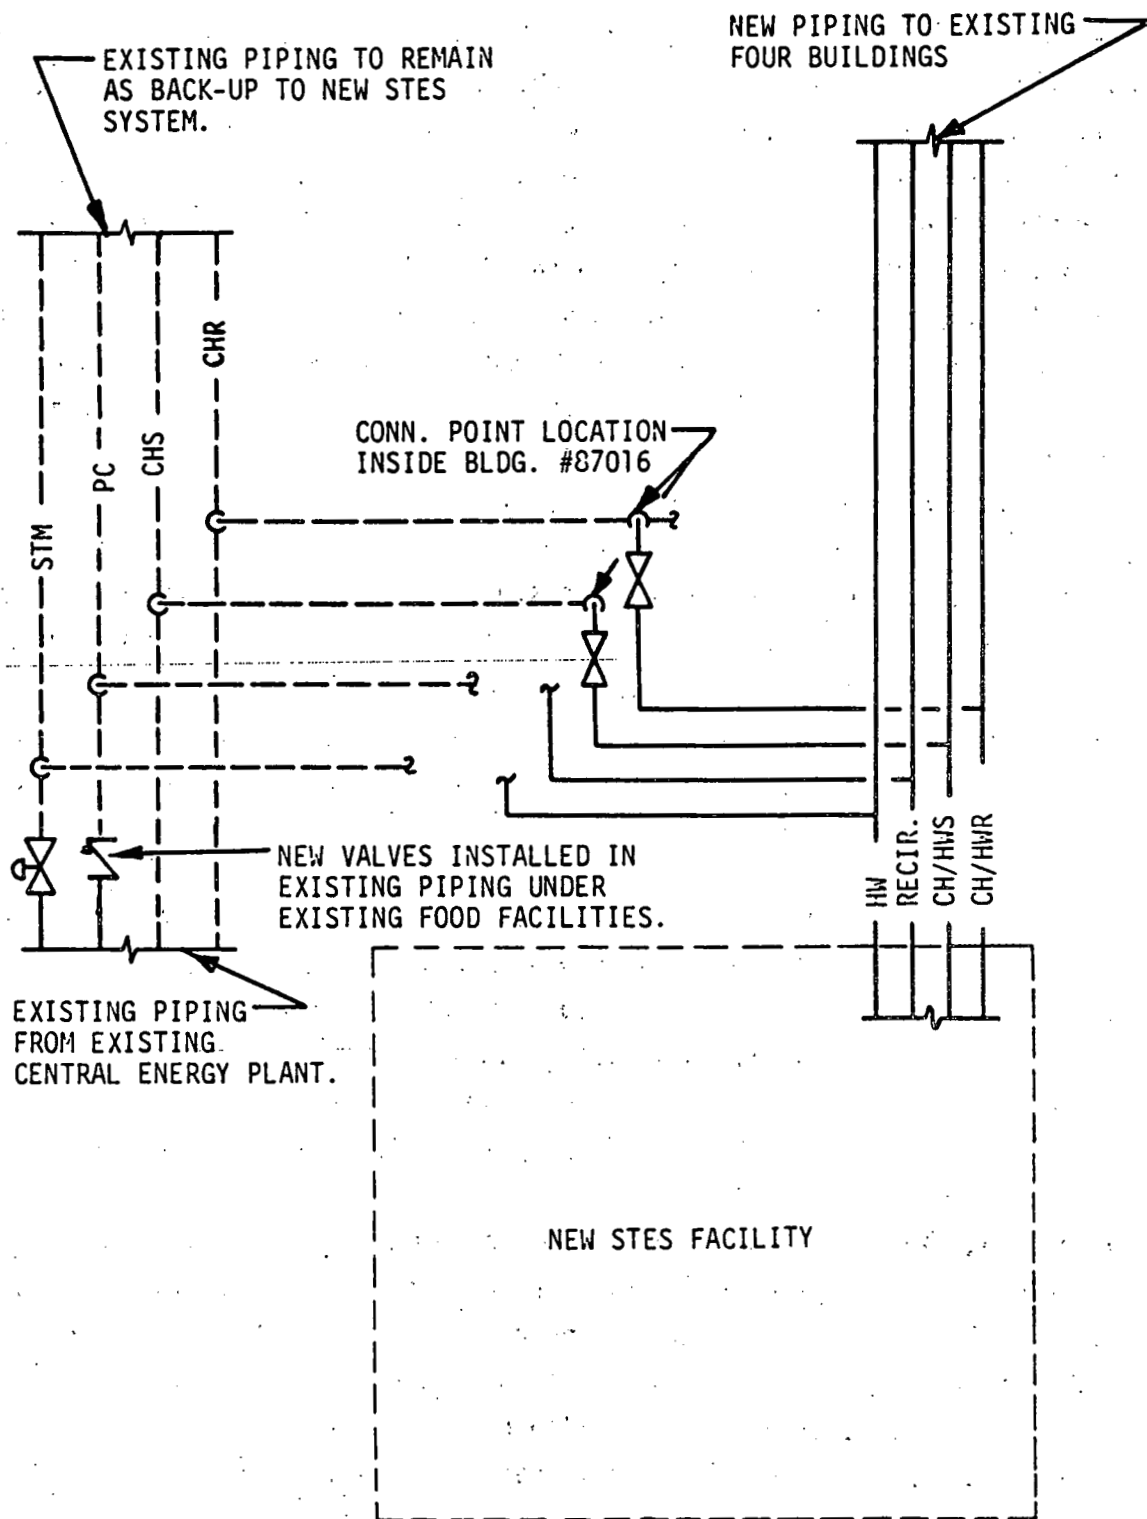 NEW PIPING TO EXISTING
FOUR BUILDINGS
EXISTING PIPING TO REMAIN
AS BACK-UP TO NEW STES
SYSTEM.
CHR
CHS
PC
STM
CONN. POINT LOCATION
INSIDE BLDG. #87016
NEW VALVES INSTALLED IN
EXISTING PIPING UNDER
EXISTING FOOD FACILITIES.
HW
RECIR.
CH/HWS
CH/HWR
EXISTING PIPING
FROM EXISTING
CENTRAL ENERGY PLANT.
NEW STES FACILITY